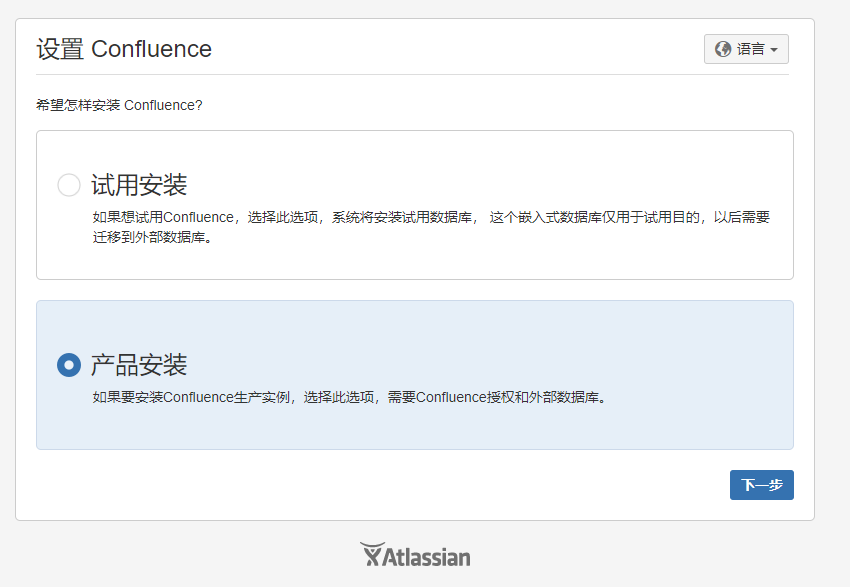 设置 Confluence
语言
希望怎样安装 Confluence?
试用安装
如果想试用Confluence，选择此选项，系统将安装试用数据库， 这个嵌入式数据库仅用于试用目的，以后需要
迁移到外部数据库。
产品安装
如果要安装Confluence生产实例，选择此选项，需要Confluence授权和外部数据库。
下一步
Atlassian